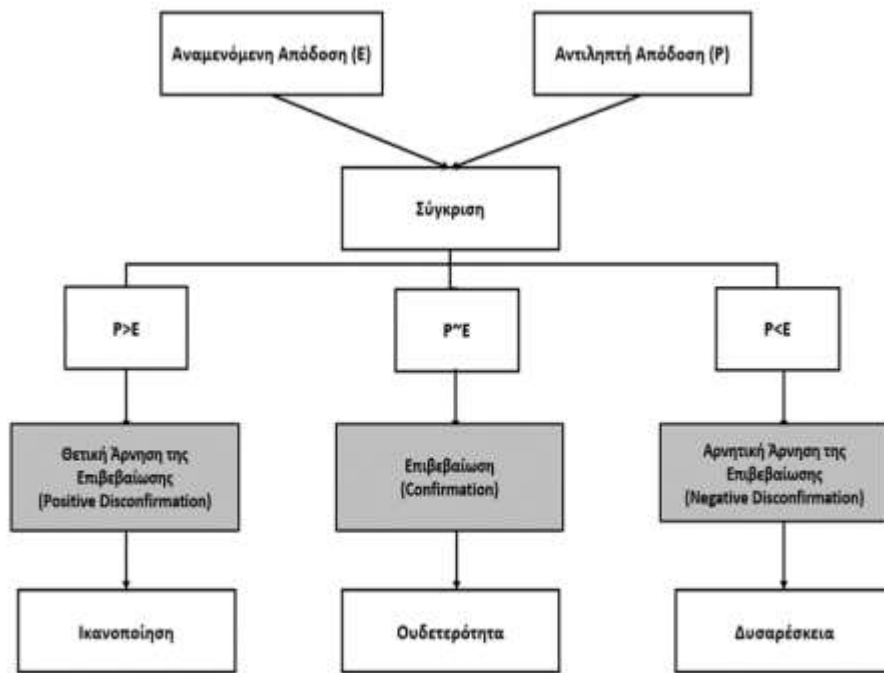 Αναμενόμενη Απόδοση (Ε)
Αντιληπτή Απόδοση (P)
Σύγκριση
P>E
P~E
P<E
Θετική Άρνηση της
Επιβεβαίωσης
(Positive Disconfirmation)
Επιβεβαίωση
(Confirmation)
Αρνητική Άρνηση της
Επιβεβαίωσης
(Negative Disconfirmation)
Ικανοποίηση
Ουδετερότητα
Δυσαρέσκεια